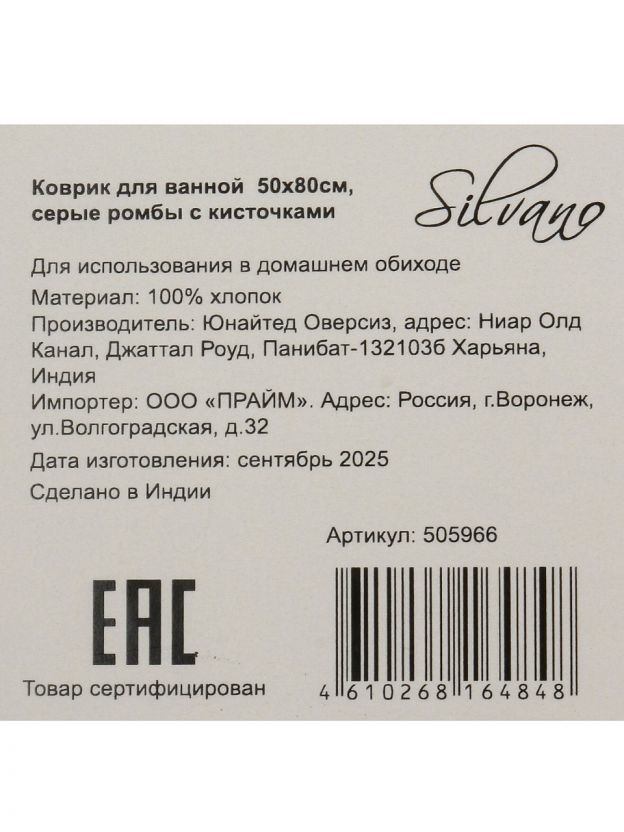 Коврик для ванной 50х80см,
серые ромбы с кисточками
Silvano
Для использования в домашнем обиходе
Материал: 100% хлопок
Производитель: Юнайтед Оверсиз, адрес: Ниар Олд
Канал, Джаттал Роуд, Панибат-132103б Харьяна,
Индия
Импортер: ООО «ПРАЙМ». Адрес: Россия, г.Воронеж,
ул.Волгоградская, д.32
Дата изготовления: сентябрь 2025
Сделано в Индии
Артикул: 505966
EAC
Товар сертифицирован
4 610268 164848